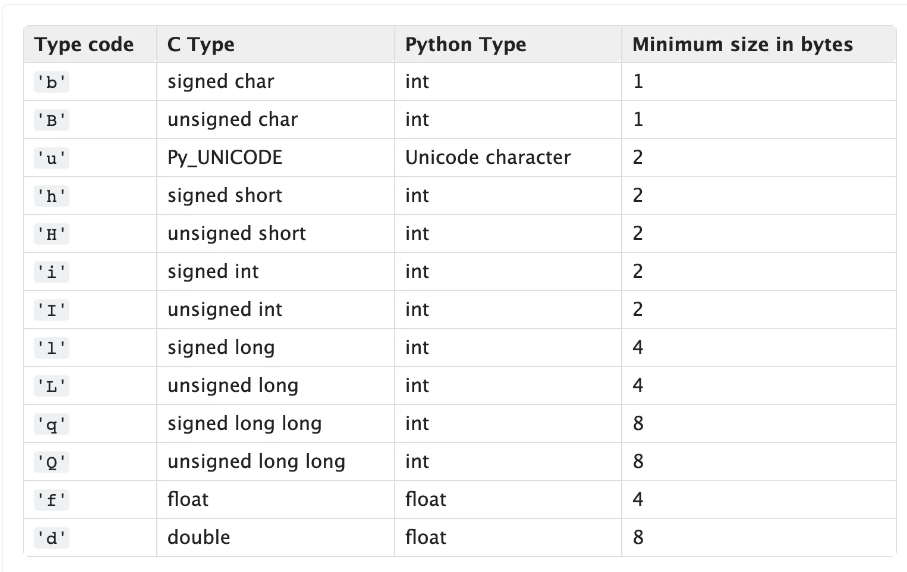 Type code C Type Python Type Minimum size in bytes
'b' signed char int 1
'B' unsigned char int 1
'u' Py_UNICODE Unicode character 2
'h' signed short int 2
'H' unsigned short int 2
'i' signed int int 2
'I' unsigned int int 2
'l' signed long int 4
'L' unsigned long int 4
'q' signed long long int 8
'Q' unsigned long long int 8
'f' float float 4
'd' double float 8